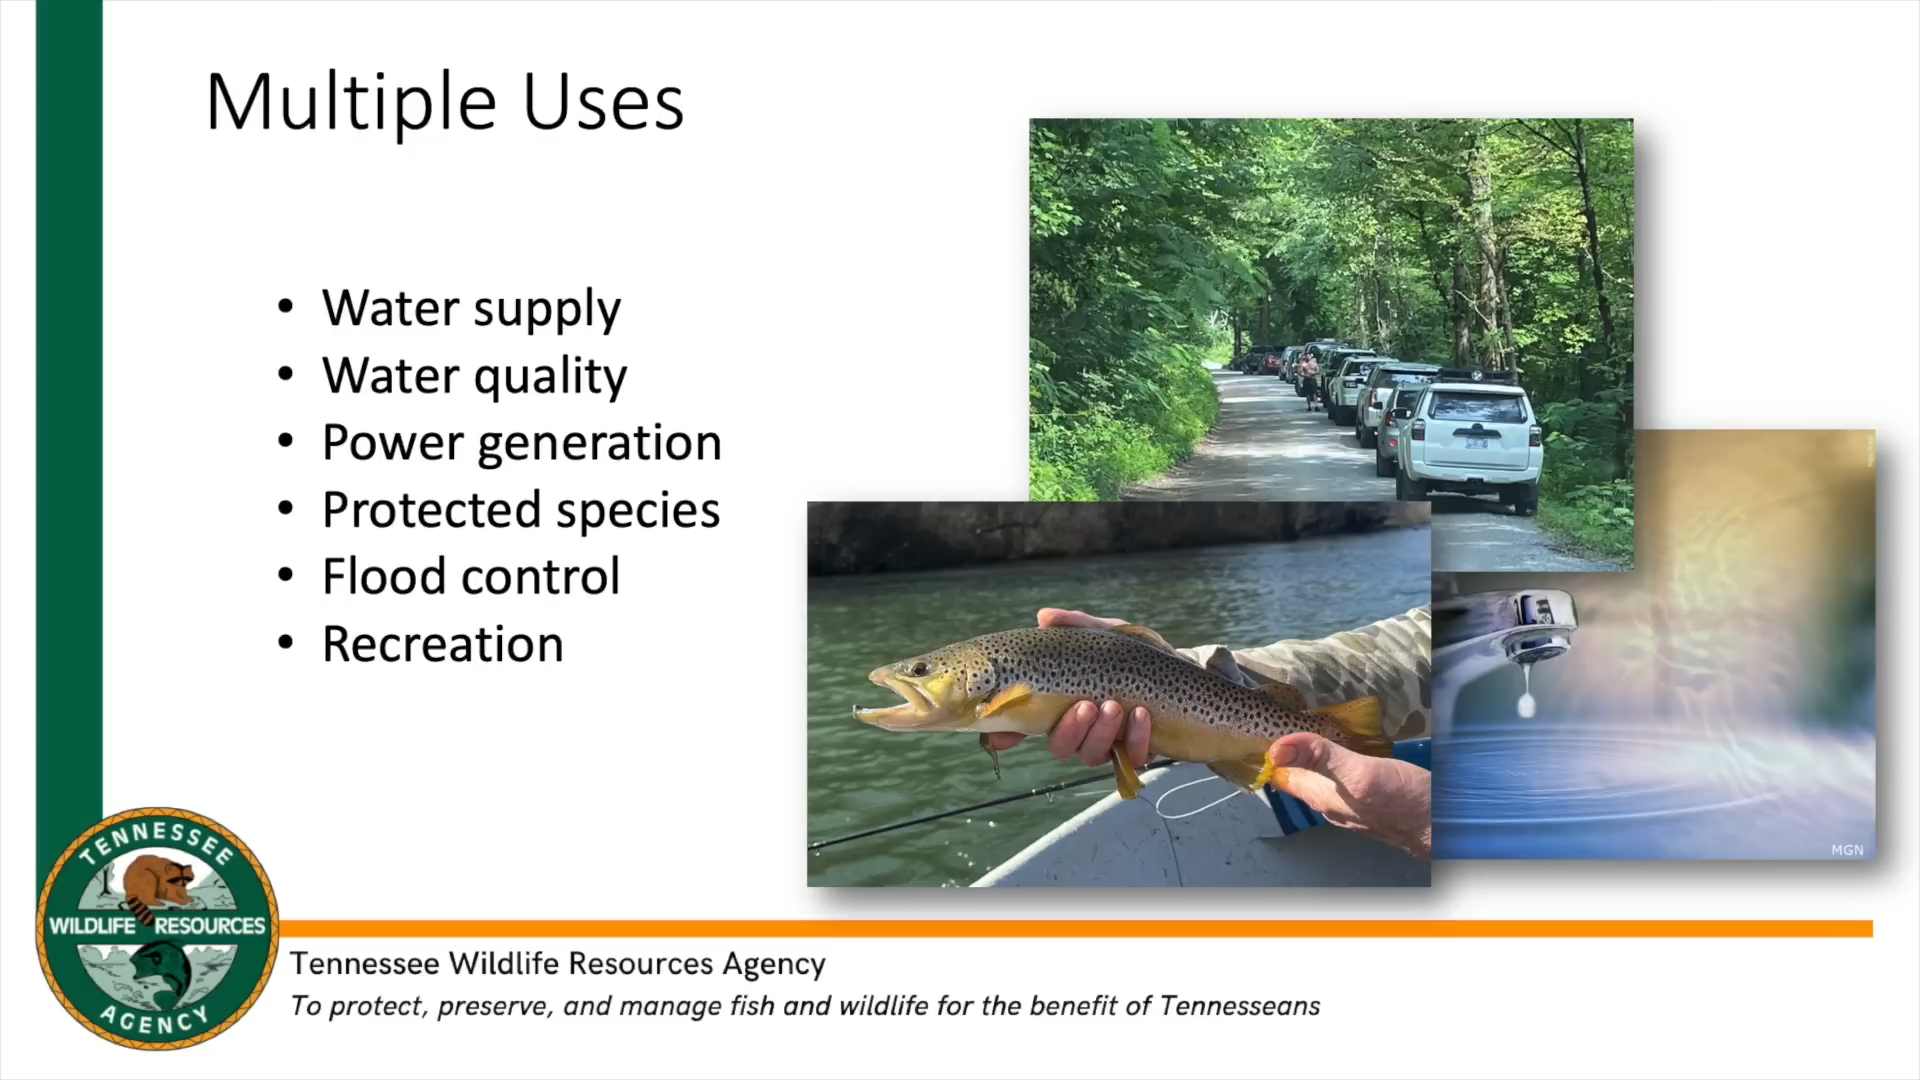 Multiple Uses
• Water supply
• Water quality
• Power generation
• Protected species
• Flood control
• Recreation
MGN
TENNESSEE
WILDLIFE RESOURCES
AGENCY
Tennessee Wildlife Resources Agency
To protect, preserve, and manage fish and wildlife for the benefit of Tennesseans